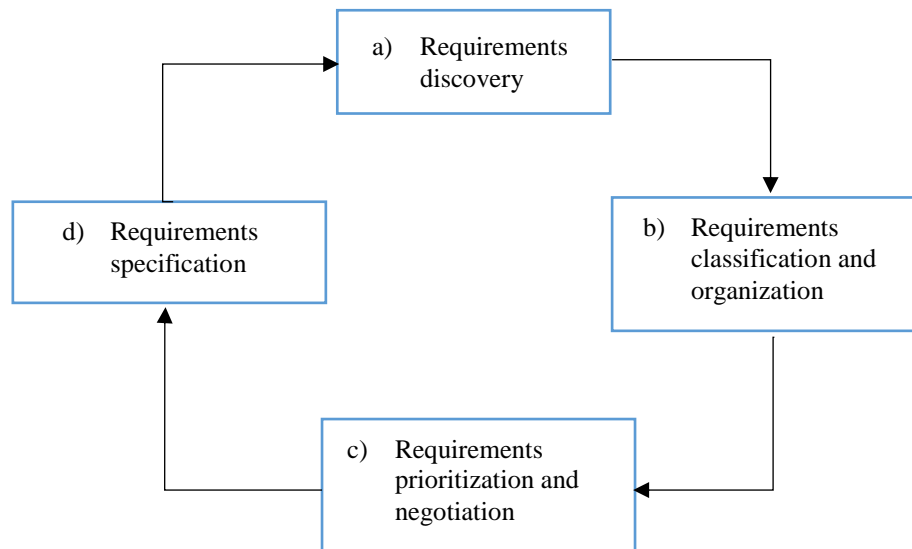 a) Requirements
discovery
b) Requirements
classification and
organization
c) Requirements
prioritization and
negotiation
d) Requirements
specification